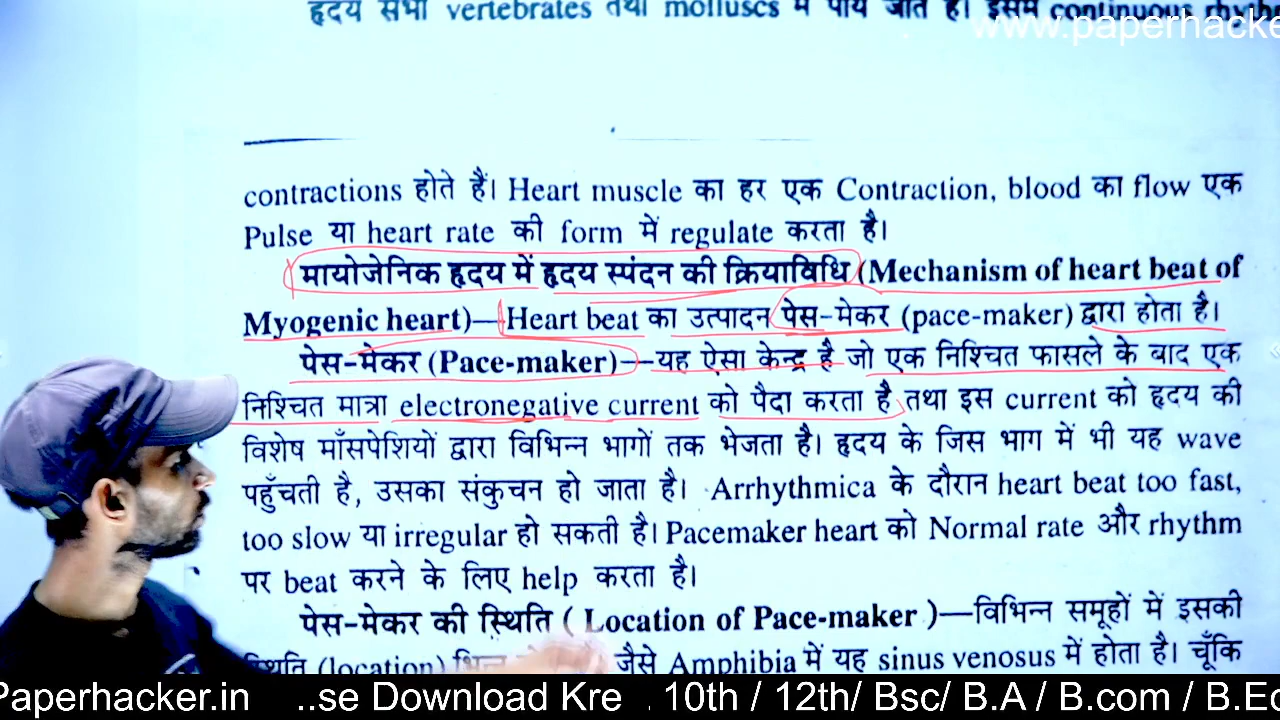 हृदय सभी vertebrates तथा molluscs में पाये जाते हैं। इसमें continuous
www.paperhacke
contractions होते हैं। Heart muscle का हर एक Contraction, blood का flow एक
Pulse या heart rate की form में regulate करता है।
मायोजेनिक हृदय में हृदय स्पंदन की क्रियाविधि (Mechanism of heart beat of
Myogenic heart)—Heart beat का उत्पादन पेस-मेकर (pace-maker) द्वारा होता है।
पेस-मेकर (Pace-maker)—यह ऐसा केन्द्र है जो एक निश्चित फासले के बाद एक
निश्चित मात्रा electronegative current को पैदा करता है तथा इस current को हृदय की
विशेष माँसपेशियों द्वारा विभिन्न भागों तक भेजता है। हृदय के जिस भाग में भी यह wave
पहुँचती है, उसका संकुचन हो जाता है। Arrhythmica के दौरान heart beat too fast,
too slow या irregular हो सकती है। Pacemaker heart को Normal rate और rhythm
पर beat करने के लिए help करता है।
पेस-मेकर की स्थिति ( Location of Pace-maker )—विभिन्न समूहों में इसकी
स्थिति (location) जैसे Amphibia में यह sinus venosus में होता है। चूँकि
Paperhacker.in ..se Download Kre . 10th / 12th/ Bsc/ B.A / B.com / B.Ed